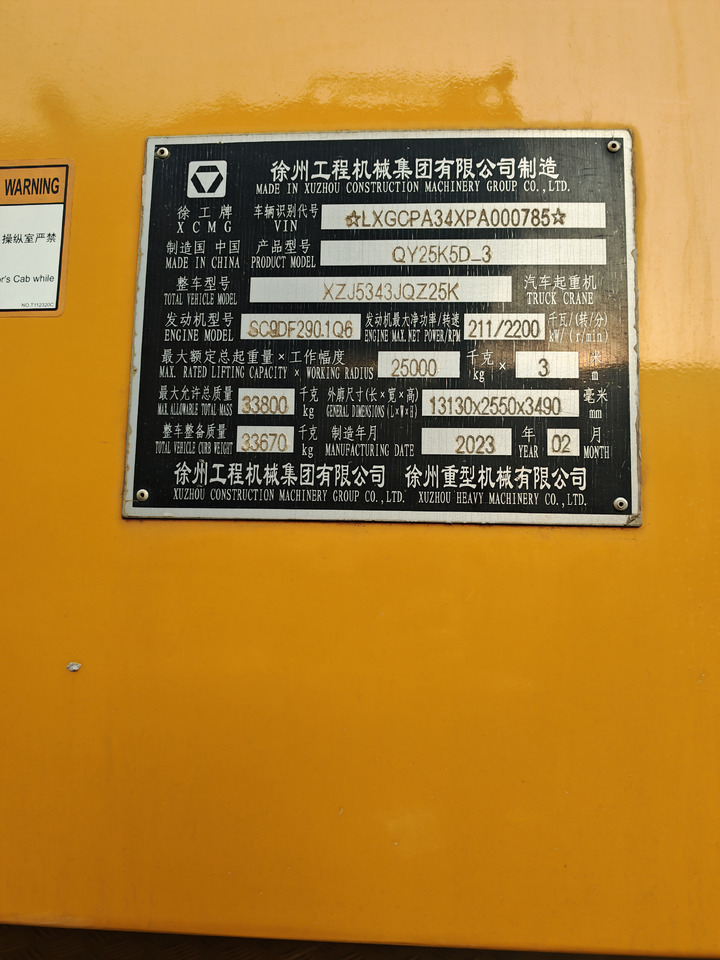 WARNING
操纵室严禁
r's Cab while
NO.T112320C
徐州工程机械集团有限公司制造
MADE IN XUZHOU CONSTRUCTION MACHINERY GROUP CO.,LTD.
徐工牌 车辆识别代号 ☆LXGCPA34XPA000785☆
XCMG VIN
制造国 中国 产品型号 QY25K5D_3
MADE IN CHINA PRODUCT MODEL
整车型号 XZJ5343JQZ25K 汽车起重机
TOTAL VEHICLE MODEL TRUCK CRANE
发动机型号 SC9DF290.1Q6 发动机最大净功率/转速 211/2200 千瓦/(转/分)
ENGINE MODEL ENGINE MAX. NET POWER/RPM kW/(r/min)
最大额定总起重量×工作幅度 25000 千克 × 3 米
MAX. RATED LIFTING CAPACITY × WORKING RADIUS kg m
最大允许总质量 33800 千克 外廓尺寸(长×宽×高) 13130x2550x3490 毫米
MAX ALLOWABLE TOTAL MASS kg GENERAL DIMENSIONS (L×W×H) mm
整车整备质量 33670 千克 制造年月 2023 年 02 月
TOTAL VEHICLE CURB WEIGHT kg MANUFACTURING DATE YEAR MONTH
徐州工程机械集团有限公司 徐州重型机械有限公司
XUZHOU CONSTRUCTION MACHINERY GROUP CO.,LTD. XUZHOU HEAVY MACHINERY CO.,LTD.